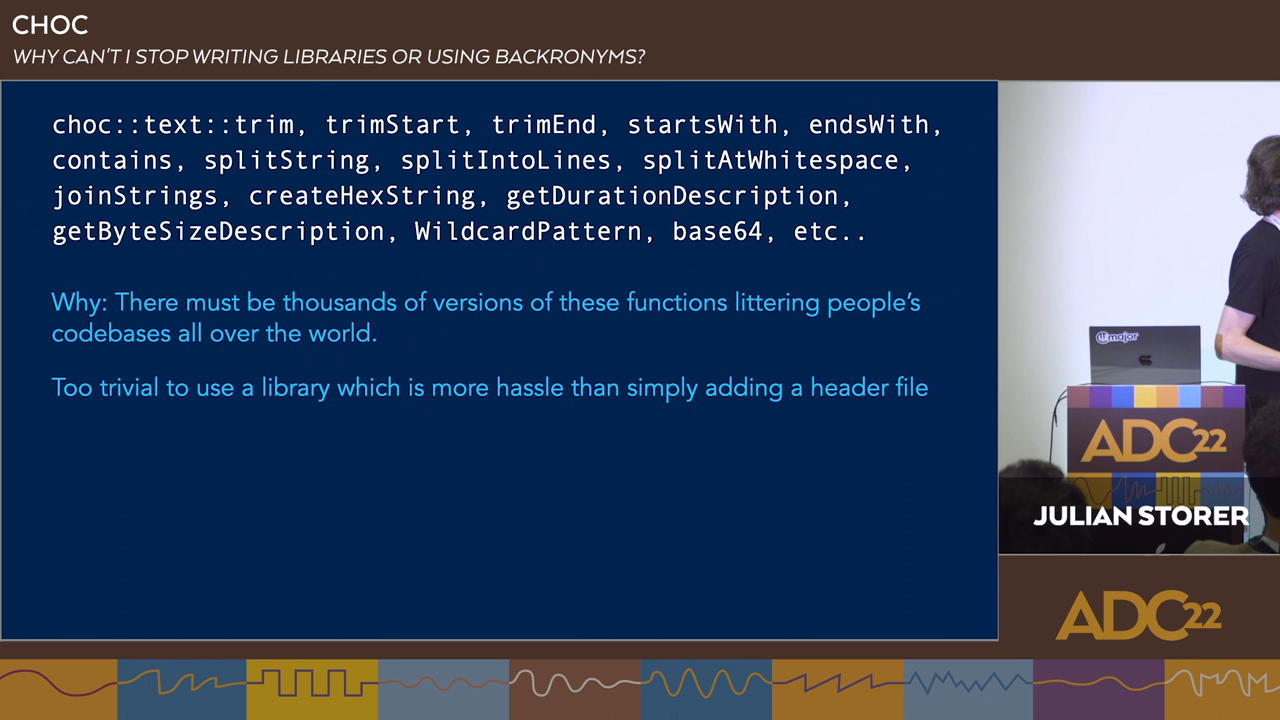 CHOC
WHY CAN'T I STOP WRITING LIBRARIES OR USING BACKRONYMS?
choc::text::trim, trimStart, trimEnd, startsWith, endsWith,
contains, splitString, splitIntoLines, splitAtWhitespace,
joinStrings, createHexString, getDurationDescription,
getByteSizeDescription, WildcardPattern, base64, etc..
Why: There must be thousands of versions of these functions littering people’s
codebases all over the world.
Too trivial to use a library which is more hassle than simply adding a header file
major
ADC22
JULIAN STORER
ADC22